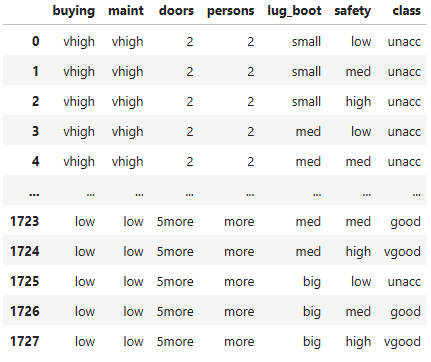 buying maint doors persons lug_boot safety class
0 vhigh vhigh 2 2 small low unacc
1 vhigh vhigh 2 2 small med unacc
2 vhigh vhigh 2 2 small high unacc
3 vhigh vhigh 2 2 med low unacc
4 vhigh vhigh 2 2 med med unacc
... ... ... ... ... ... ... ...
1723 low low 5more more med med good
1724 low low 5more more med high vgood
1725 low low 5more more big low unacc
1726 low low 5more more big med good
1727 low low 5more more big high vgood